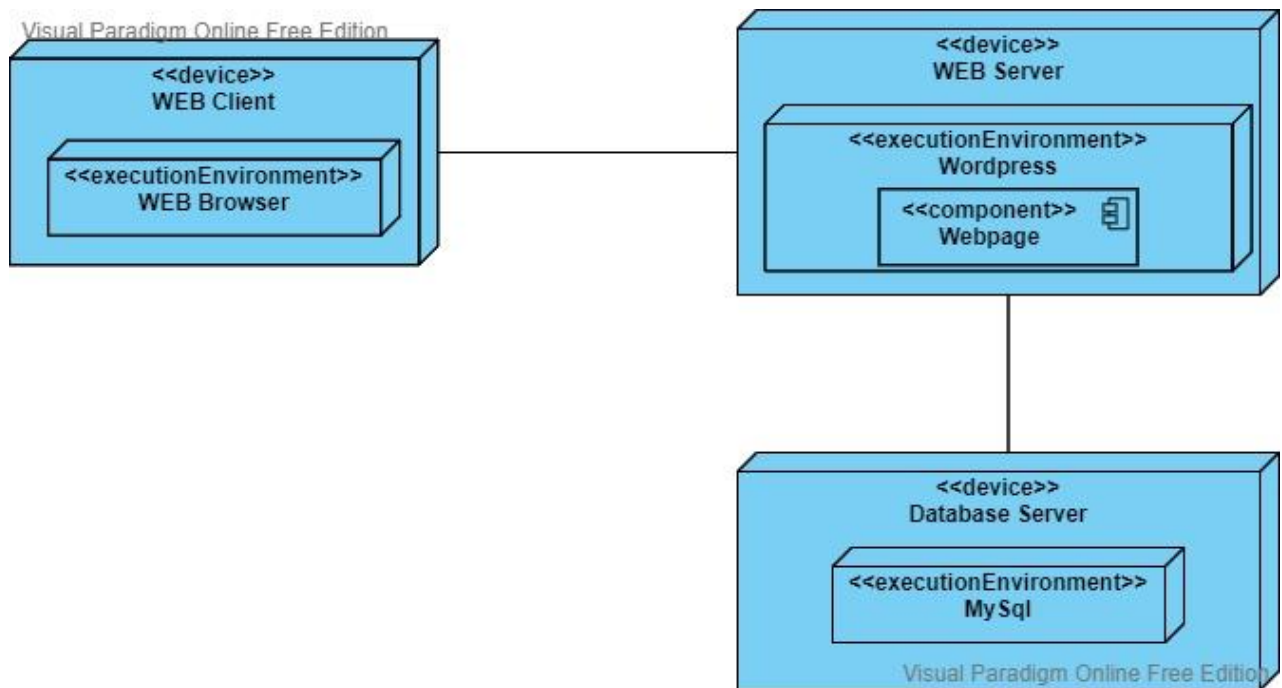 Visual Paradigm Online Free Edition
<<device>>
WEB Client
<<executionEnvironment>>
WEB Browser
<<device>>
WEB Server
<<executionEnvironment>>
Wordpress
<<component>>
Webpage
<<device>>
Database Server
<<executionEnvironment>>
MySql
Visual Paradigm Online Free Edition